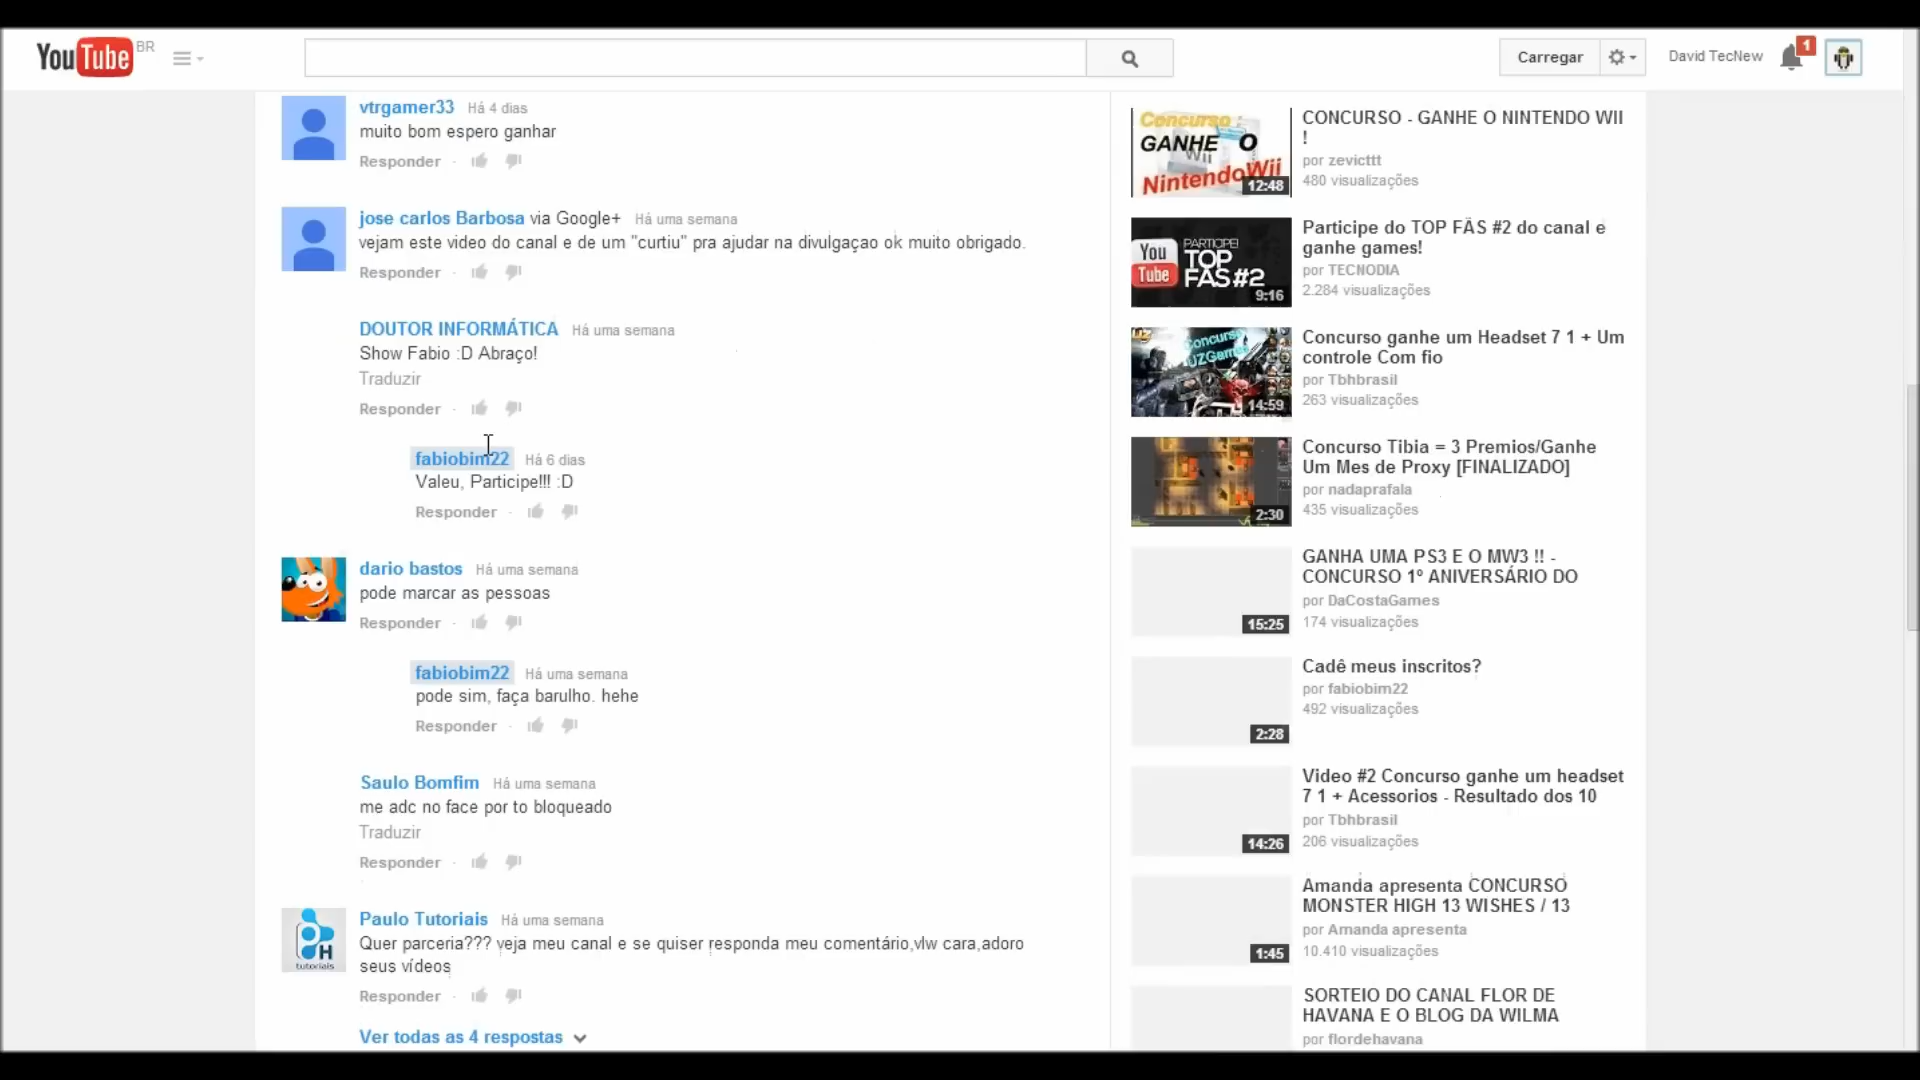 YouTube BR
Carregar
David TecNew
1
vtrgamer33 Há 4 dias
muito bom espero ganhar
Responder
jose carlos Barbosa via Google+ Há uma semana
vejam este video do canal e de um "curtiu" pra ajudar na divulgaçao ok muito obrigado.
Responder
DOUTOR INFORMÁTICA Há uma semana
Show Fabio :D Abraço!
Traduzir
Responder
fabiobim22 Há 6 dias
Valeu, Participe!!! :D
Responder
dario bastos Há uma semana
pode marcar as pessoas
Responder
fabiobim22 Há uma semana
pode sim, faça barulho. hehe
Responder
Saulo Bomfim Há uma semana
me adc no face por to bloqueado
Traduzir
Responder
PH
tutoriais
Paulo Tutoriais Há uma semana
Quer parceria??? veja meu canal e se quiser responda meu comentário,vlw cara,adoro
seus vídeos
Responder
Ver todas as 4 respostas
Concurso
GANHE O
Wii
NintendoWii
12:48
CONCURSO - GANHE O NINTENDO WII
!
por zevicttt
480 visualizações
You
Tube
PARTICIPE!
TOP
FÃS#2
9:16
Participe do TOP FÃS #2 do canal e
ganhe games!
por TECNODIA
2.284 visualizações
UZ
Concurso
UZGames
14:59
Concurso ganhe um Headset 7 1 + Um
controle Com fio
por Tbhbrasil
263 visualizações
2:30
Concurso Tibia = 3 Premios/Ganhe
Um Mes de Proxy [FINALIZADO]
por nadaprafala
435 visualizações
15:25
GANHA UMA PS3 E O MW3 !! -
CONCURSO 1º ANIVERSÁRIO DO
por DaCostaGames
174 visualizações
2:28
Cadê meus inscritos?
por fabiobim22
492 visualizações
14:26
Video #2 Concurso ganhe um headset
7 1 + Acessorios - Resultado dos 10
por Tbhbrasil
206 visualizações
1:45
Amanda apresenta CONCURSO
MONSTER HIGH 13 WISHES / 13
por Amanda apresenta
10.410 visualizações
SORTEIO DO CANAL FLOR DE
HAVANA E O BLOG DA WILMA
por flordehavana